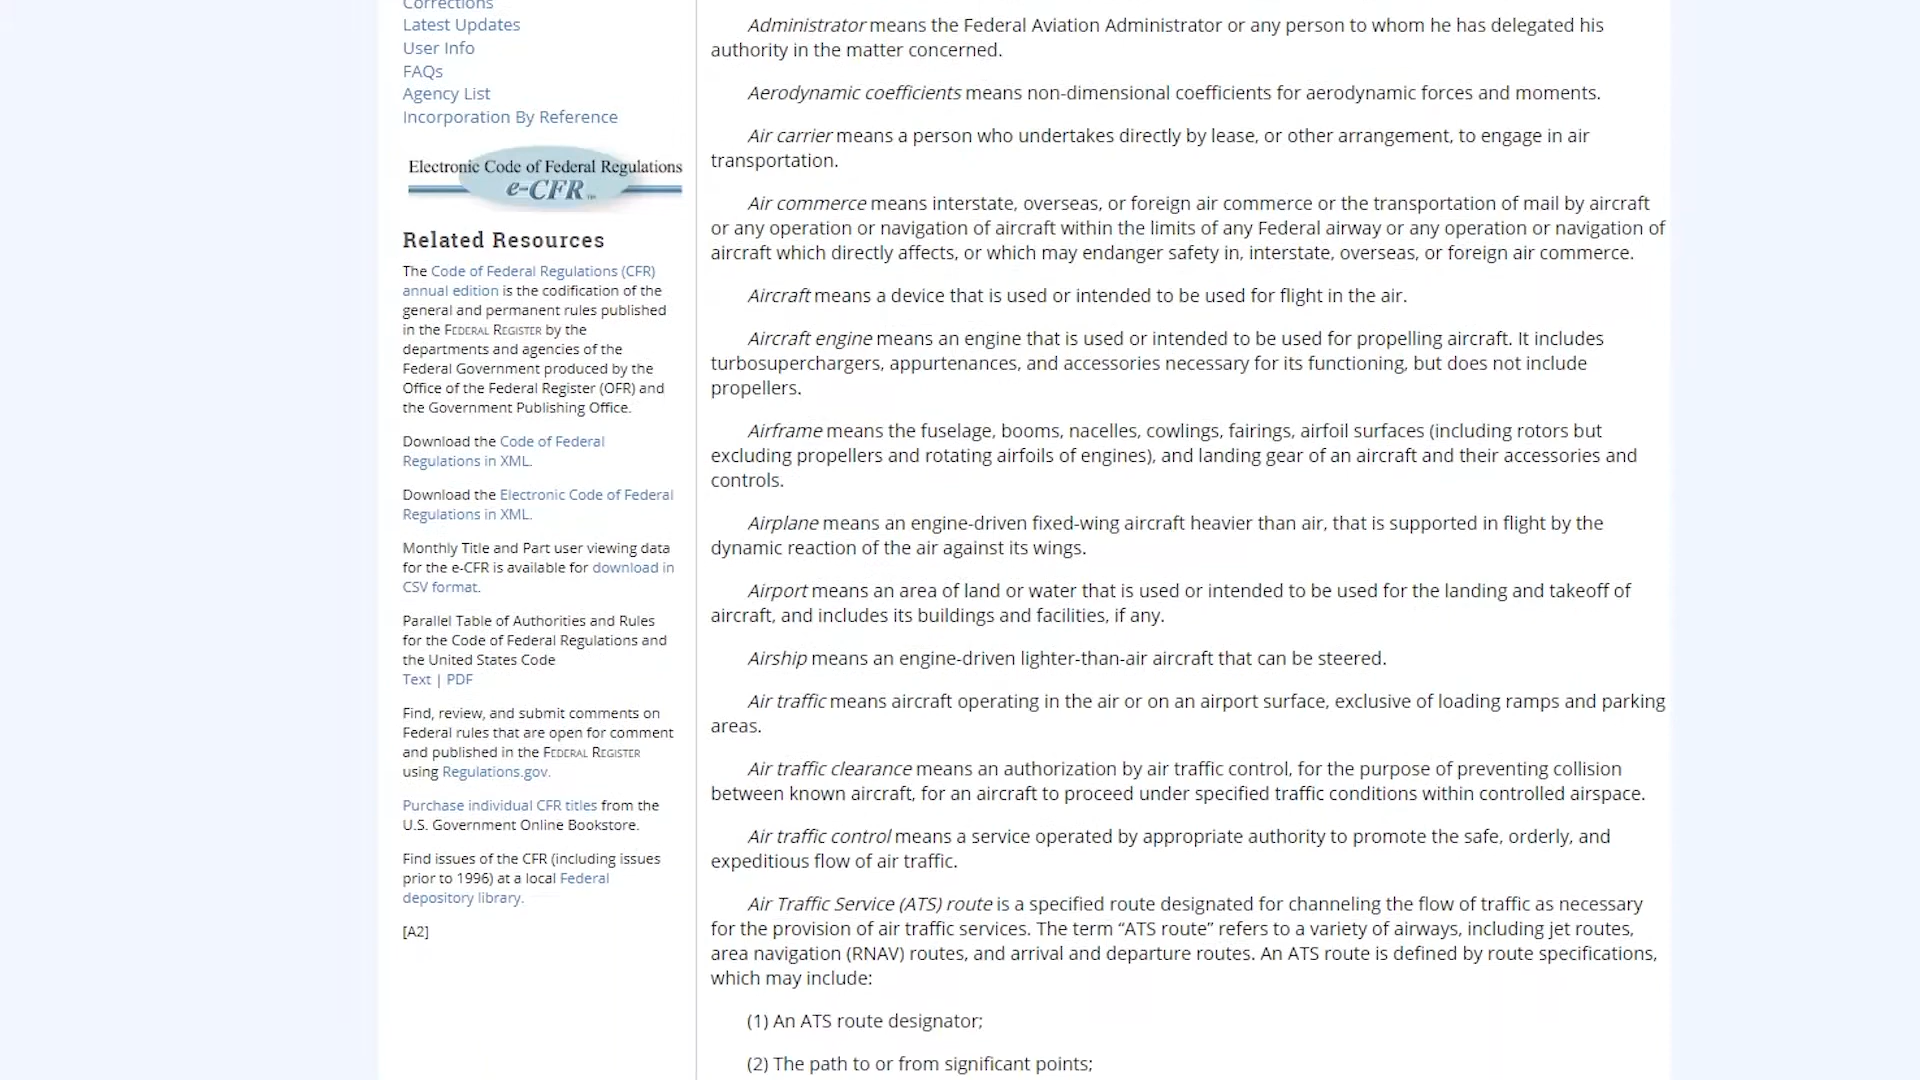 Corrections
Latest Updates
User Info
FAQs
Agency List
Incorporation By Reference
Electronic Code of Federal Regulations
e-CFR TM
Related Resources
The Code of Federal Regulations (CFR)
annual edition is the codification of the
general and permanent rules published
in the FEDERAL REGISTER by the
departments and agencies of the
Federal Government produced by the
Office of the Federal Register (OFR) and
the Government Publishing Office.
Download the Code of Federal
Regulations in XML.
Download the Electronic Code of Federal
Regulations in XML.
Monthly Title and Part user viewing data
for the e-CFR is available for download in
CSV format.
Parallel Table of Authorities and Rules
for the Code of Federal Regulations and
the United States Code
Text | PDF
Find, review, and submit comments on
Federal rules that are open for comment
and published in the FEDERAL REGISTER
using Regulations.gov.
Purchase individual CFR titles from the
U.S. Government Online Bookstore.
Find issues of the CFR (including issues
prior to 1996) at a local Federal
depository library.
[A2]
Administrator means the Federal Aviation Administrator or any person to whom he has delegated his
authority in the matter concerned.
Aerodynamic coefficients means non-dimensional coefficients for aerodynamic forces and moments.
Air carrier means a person who undertakes directly by lease, or other arrangement, to engage in air
transportation.
Air commerce means interstate, overseas, or foreign air commerce or the transportation of mail by aircraft
or any operation or navigation of aircraft within the limits of any Federal airway or any operation or navigation of
aircraft which directly affects, or which may endanger safety in, interstate, overseas, or foreign air commerce.
Aircraft means a device that is used or intended to be used for flight in the air.
Aircraft engine means an engine that is used or intended to be used for propelling aircraft. It includes
turbosuperchargers, appurtenances, and accessories necessary for its functioning, but does not include
propellers.
Airframe means the fuselage, booms, nacelles, cowlings, fairings, airfoil surfaces (including rotors but
excluding propellers and rotating airfoils of engines), and landing gear of an aircraft and their accessories and
controls.
Airplane means an engine-driven fixed-wing aircraft heavier than air, that is supported in flight by the
dynamic reaction of the air against its wings.
Airport means an area of land or water that is used or intended to be used for the landing and takeoff of
aircraft, and includes its buildings and facilities, if any.
Airship means an engine-driven lighter-than-air aircraft that can be steered.
Air traffic means aircraft operating in the air or on an airport surface, exclusive of loading ramps and parking
areas.
Air traffic clearance means an authorization by air traffic control, for the purpose of preventing collision
between known aircraft, for an aircraft to proceed under specified traffic conditions within controlled airspace.
Air traffic control means a service operated by appropriate authority to promote the safe, orderly, and
expeditious flow of air traffic.
Air Traffic Service (ATS) route is a specified route designated for channeling the flow of traffic as necessary
for the provision of air traffic services. The term “ATS route” refers to a variety of airways, including jet routes,
area navigation (RNAV) routes, and arrival and departure routes. An ATS route is defined by route specifications,
which may include:
(1) An ATS route designator;
(2) The path to or from significant points;